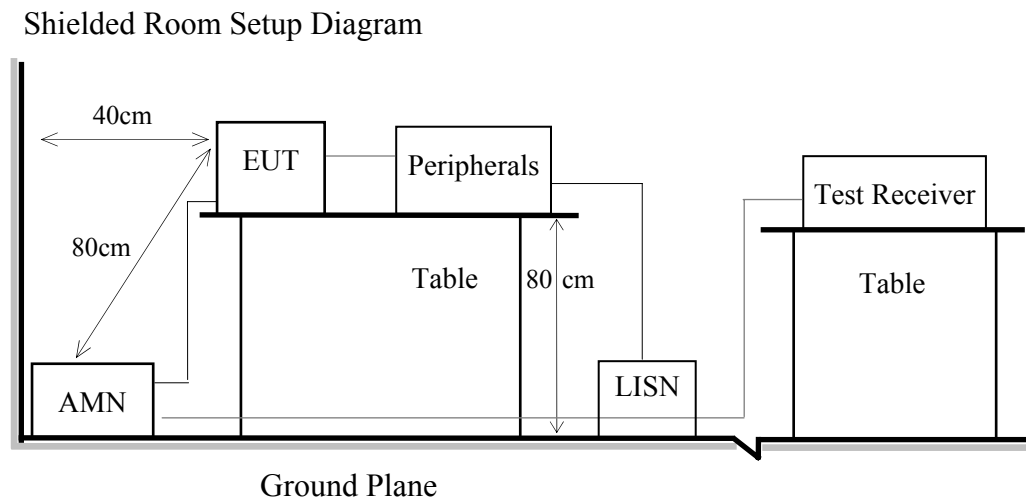 Shielded Room Setup Diagram
40cm
EUT
Peripherals
Test Receiver
80cm
Table
80 cm
Table
AMN
LISN
Ground Plane